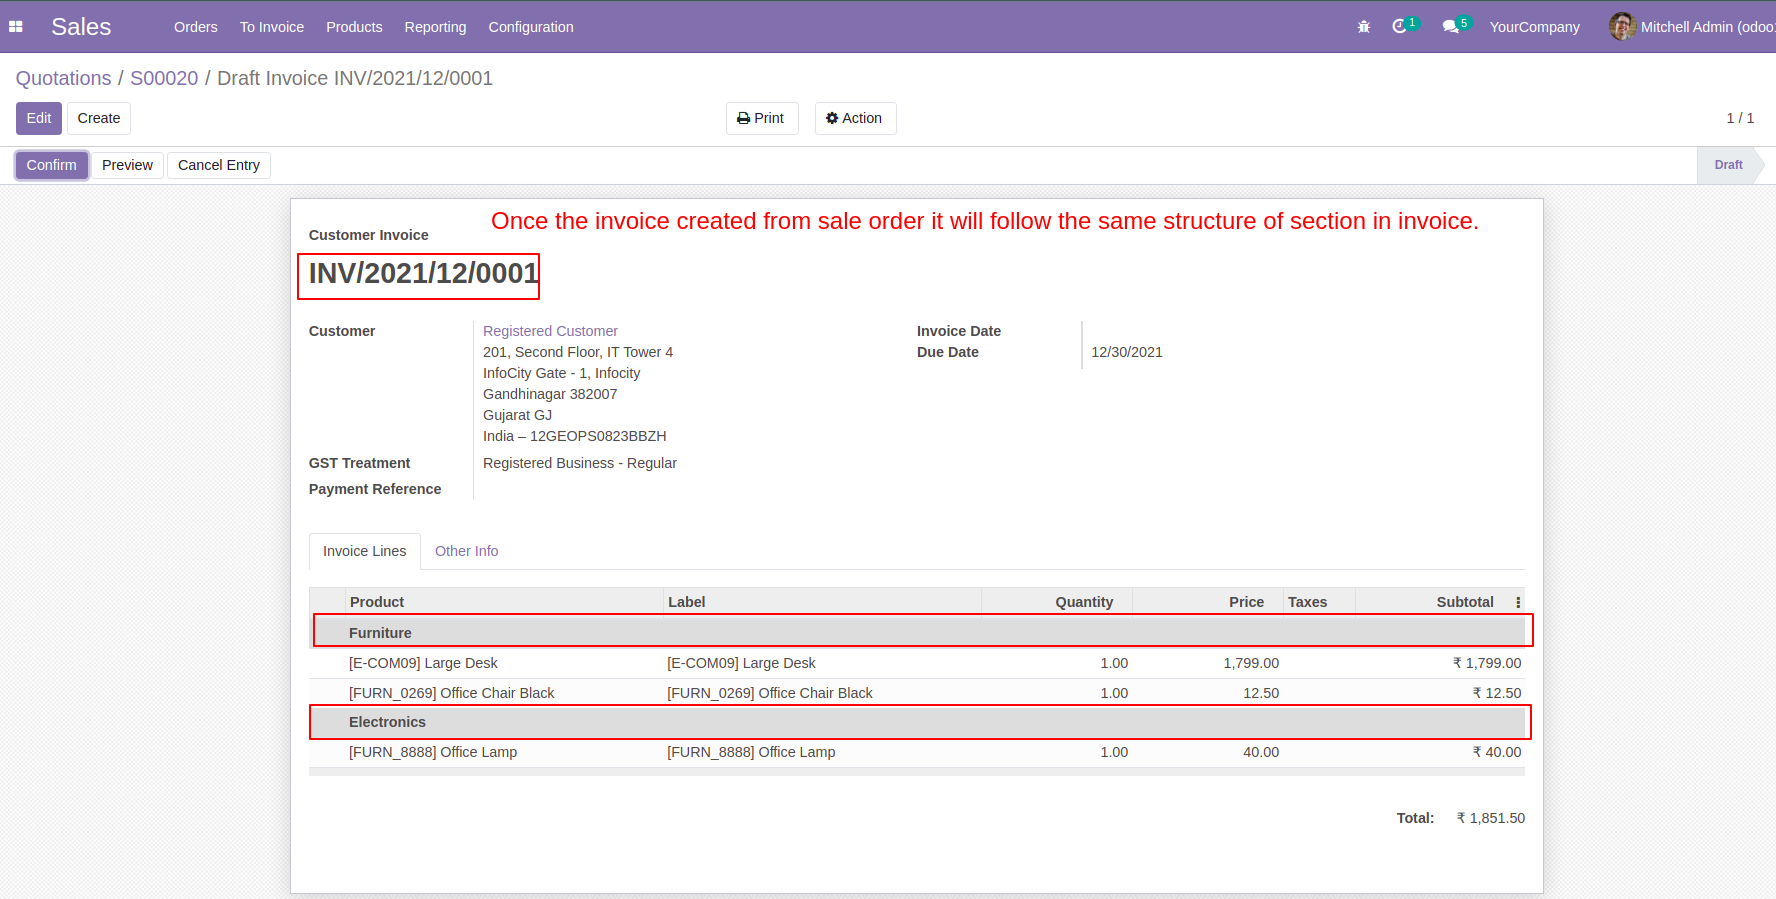 Sales Orders To Invoice Products Reporting Configuration 1 5 YourCompany Mitchell Admin (odoo
Quotations / S00020 / Draft Invoice INV/2021/12/0001
Edit Create Print Action 1 / 1
Confirm Preview Cancel Entry Draft
Once the invoice created from sale order it will follow the same structure of section in invoice.
Customer Invoice
INV/2021/12/0001
Customer Registered Customer Invoice Date
201, Second Floor, IT Tower 4 Due Date 12/30/2021
InfoCity Gate - 1, Infocity
Gandhinagar 382007
Gujarat GJ
India – 12GEOPS0823BBZH
GST Treatment Registered Business - Regular
Payment Reference
Invoice Lines Other Info
Product Label Quantity Price Taxes Subtotal
Furniture
[E-COM09] Large Desk [E-COM09] Large Desk 1.00 1,799.00 ₹ 1,799.00
[FURN_0269] Office Chair Black [FURN_0269] Office Chair Black 1.00 12.50 ₹ 12.50
Electronics
[FURN_8888] Office Lamp [FURN_8888] Office Lamp 1.00 40.00 ₹ 40.00
Total: ₹ 1,851.50